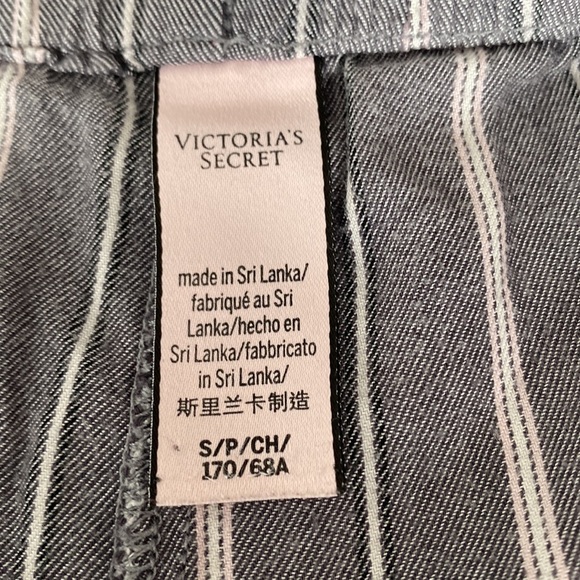 VICTORIA'S
SECRET
made in Sri Lanka/
fabriqué au Sri
Lanka/hecho en
Sri Lanka/fabbricato
in Sri Lanka/
斯里兰卡制造
S/P/CH/
170/68A